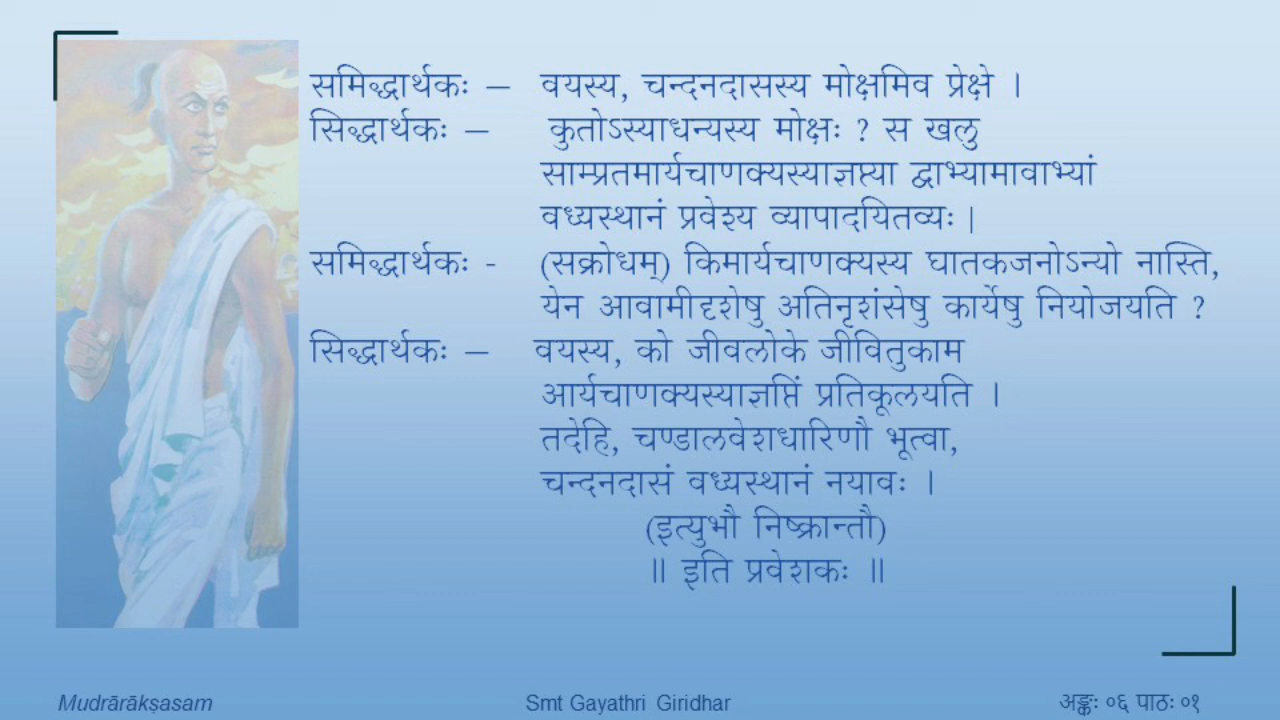 समिद्धार्थकः – वयस्य, चन्दनदासस्य मोक्षमिव प्रेक्षे ।
सिद्धार्थकः – कुतोऽस्याधन्यस्य मोक्षः ? स खलु
साम्प्रतमार्यचाणक्यस्याज्ञप्त्या द्वाभ्यामावाभ्यां
वध्यस्थानं प्रवेश्य व्यापादयितव्यः |
समिद्धार्थकः - (सक्रोधम्) किमार्यचाणक्यस्य घातकजनोऽन्यो नास्ति,
येन आवामीदृशेषु अतिनृशंसेषु कार्येषु नियोजयति ?
सिद्धार्थकः – वयस्य, को जीवलोके जीवितुकाम
आर्यचाणक्यस्याज्ञप्तिं प्रतिकूलयति ।
तदेहि, चण्डालवेशधारिणौ भूत्वा,
चन्दनदासं वध्यस्थानं नयावः ।
(इत्युभौ निष्क्रान्तौ)
॥ इति प्रवेशकः ॥
Mudrārākṣasam Smt Gayathri Giridhar अङ्कः ०६ पाठः ०१